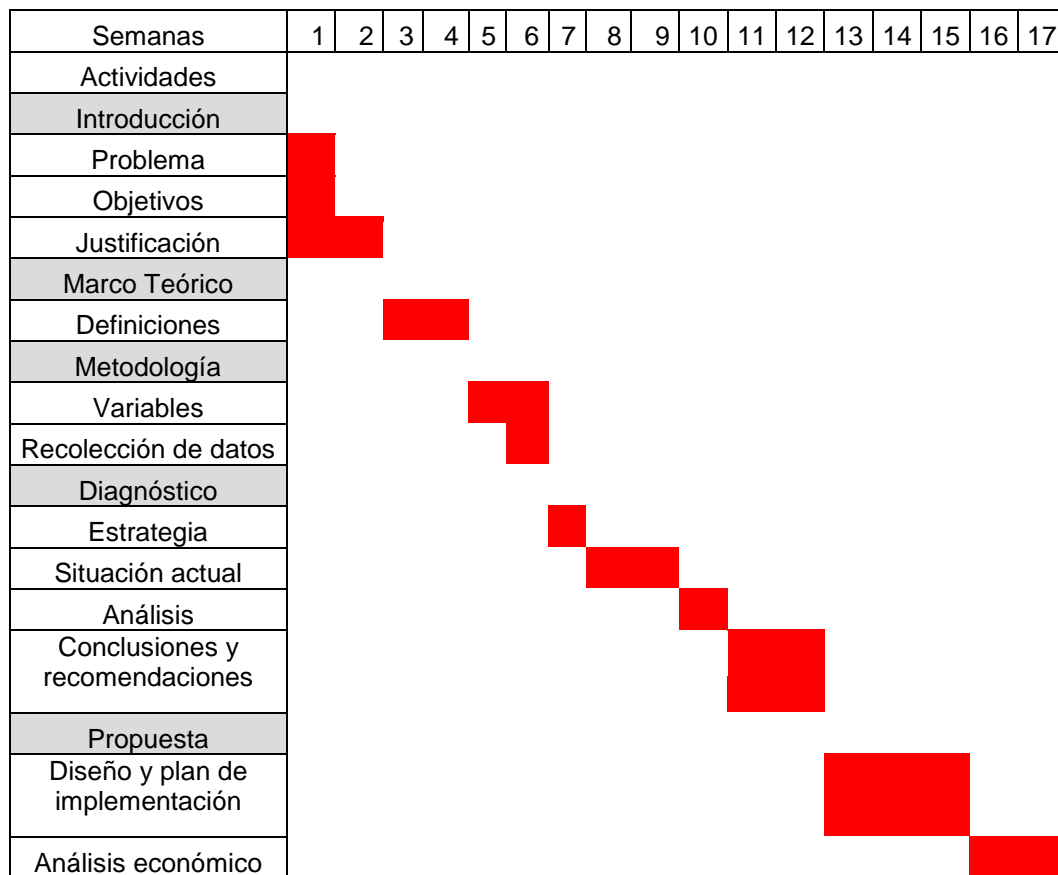 Semanas 1 2 3 4 5 6 7 8 9 10 11 12 13 14 15 16 17
Actividades
Introducción
Problema
Objetivos
Justificación
Marco Teórico
Definiciones
Metodología
Variables
Recolección de datos
Diagnóstico
Estrategia
Situación actual
Análisis
Conclusiones y
recomendaciones
Propuesta
Diseño y plan de
implementación
Análisis económico